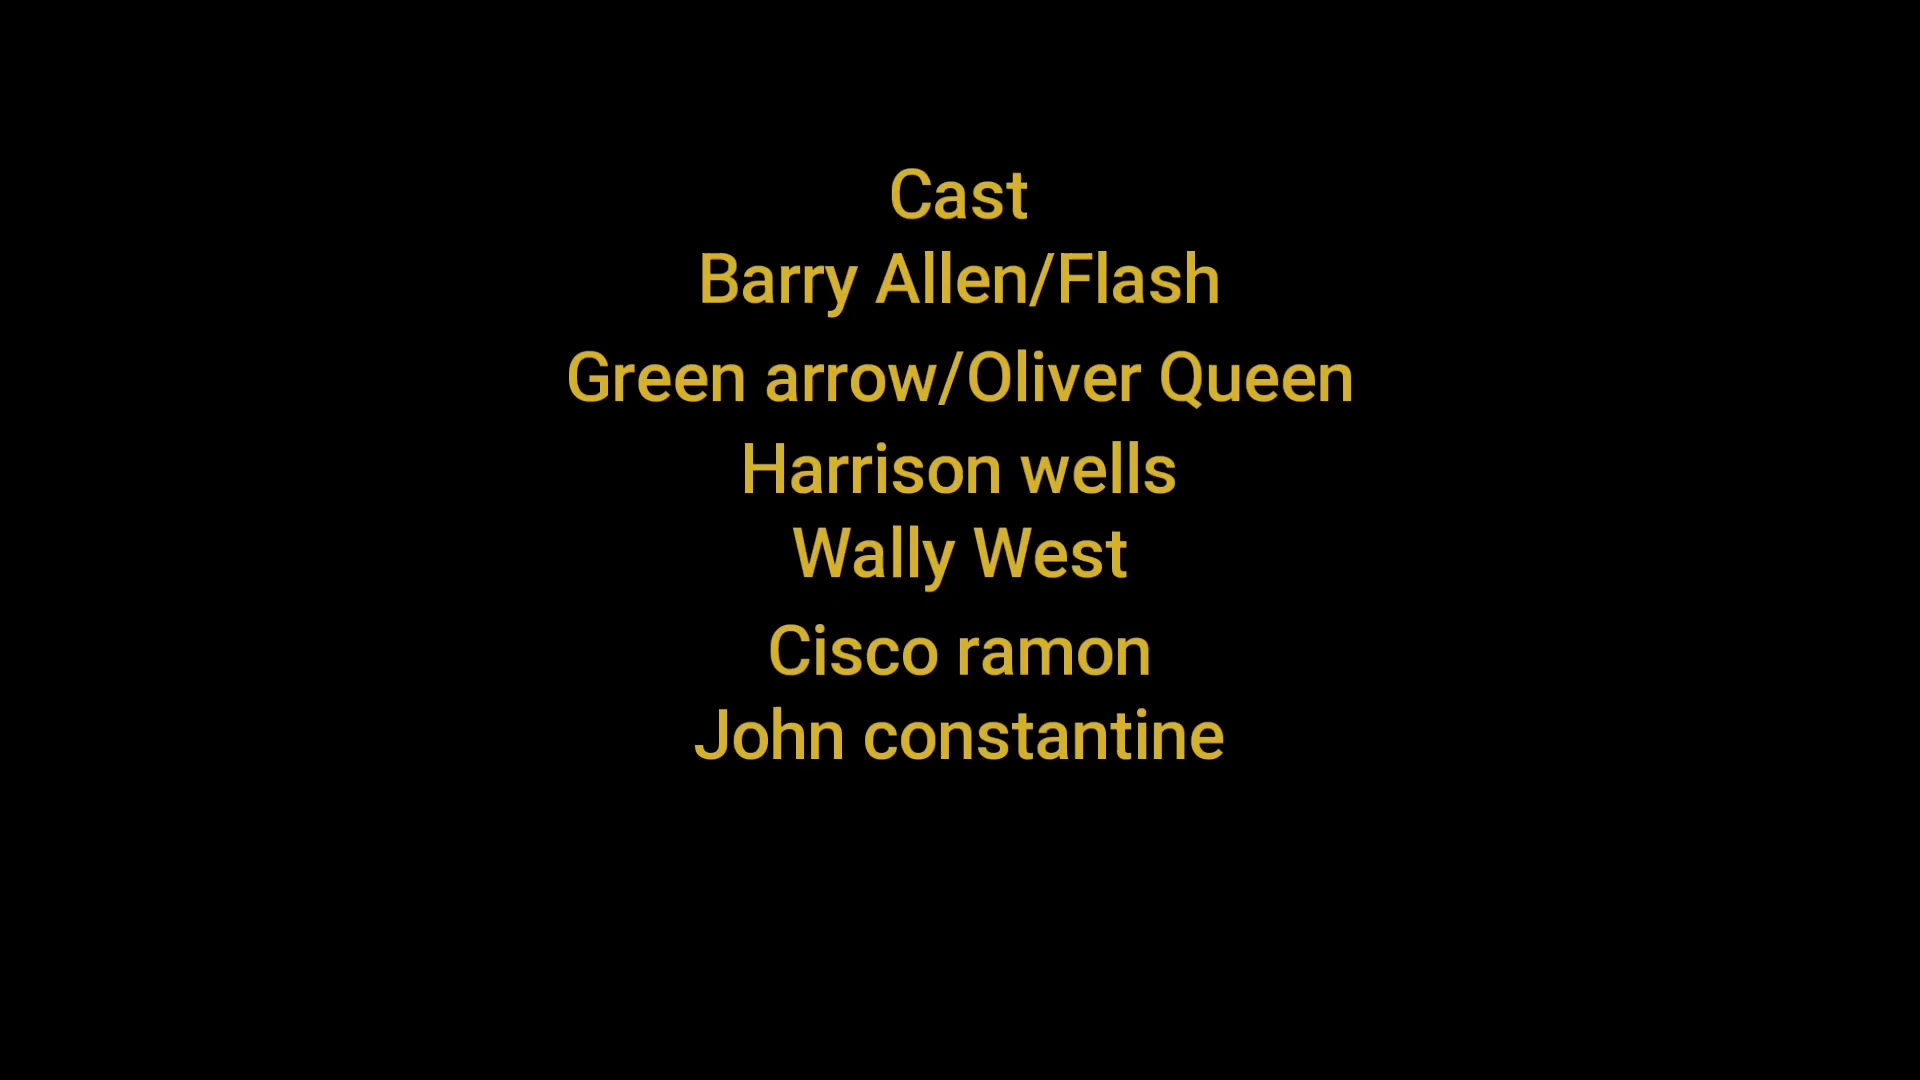 Cast
Barry Allen/Flash
Green arrow/Oliver Queen
Harrison wells
Wally West
Cisco ramon
John constantine